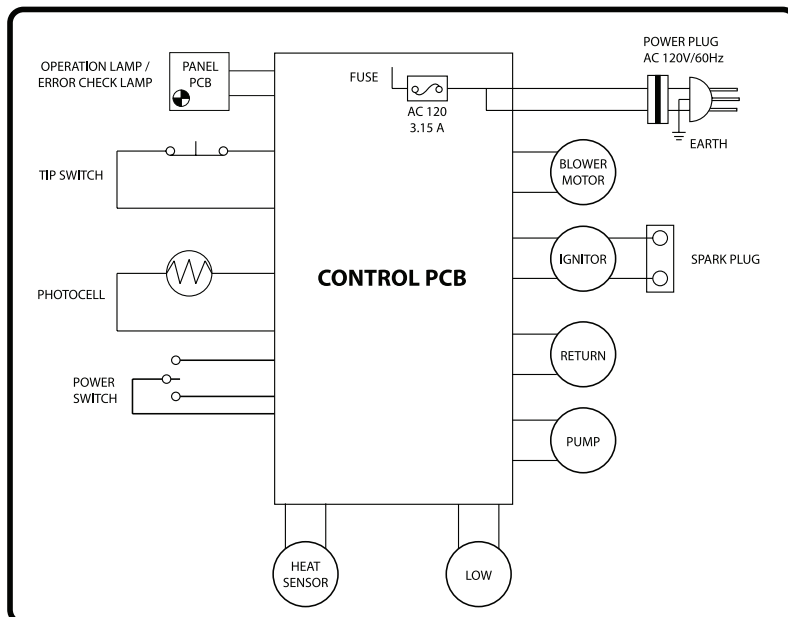 OPERATION LAMP /
ERROR CHECK LAMP
PANEL
PCB
FUSE
AC 120
3.15 A
POWER PLUG
AC 120V/60Hz
EARTH
TIP SWITCH
BLOWER
MOTOR
IGNITOR
SPARK PLUG
PHOTOCELL
CONTROL PCB
RETURN
POWER
SWITCH
PUMP
HEAT
SENSOR
LOW